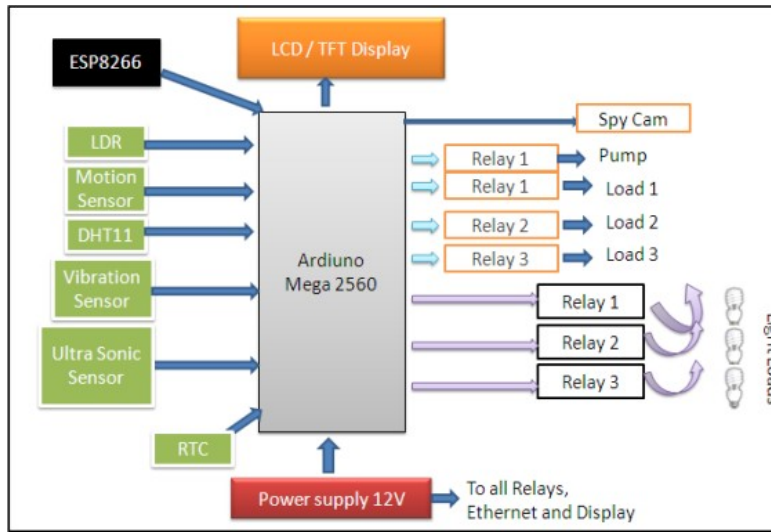 LCD / TFT Display
ESP8266
LDR
Motion
Sensor
DHT11
Vibration
Sensor
Ultra Sonic
Sensor
RTC
Ardiuno
Mega 2560
Spy Cam
Relay 1
Pump
Relay 1
Load 1
Relay 2
Load 2
Relay 3
Load 3
Relay 1
Relay 2
Relay 3
Light Loads
Power supply 12V
To all Relays,
Ethernet and Display